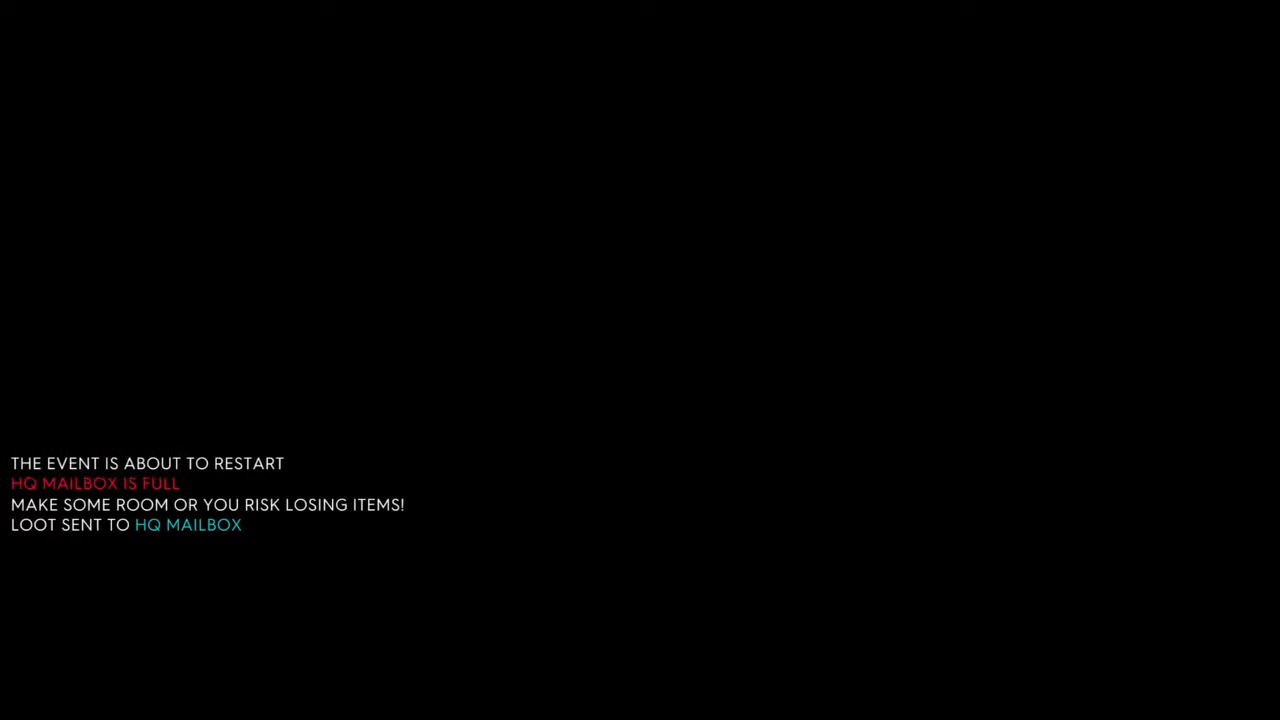 THE EVENT IS ABOUT TO RESTART
HQ MAILBOX IS FULL
MAKE SOME ROOM OR YOU RISK LOSING ITEMS!
LOOT SENT TO HQ MAILBOX